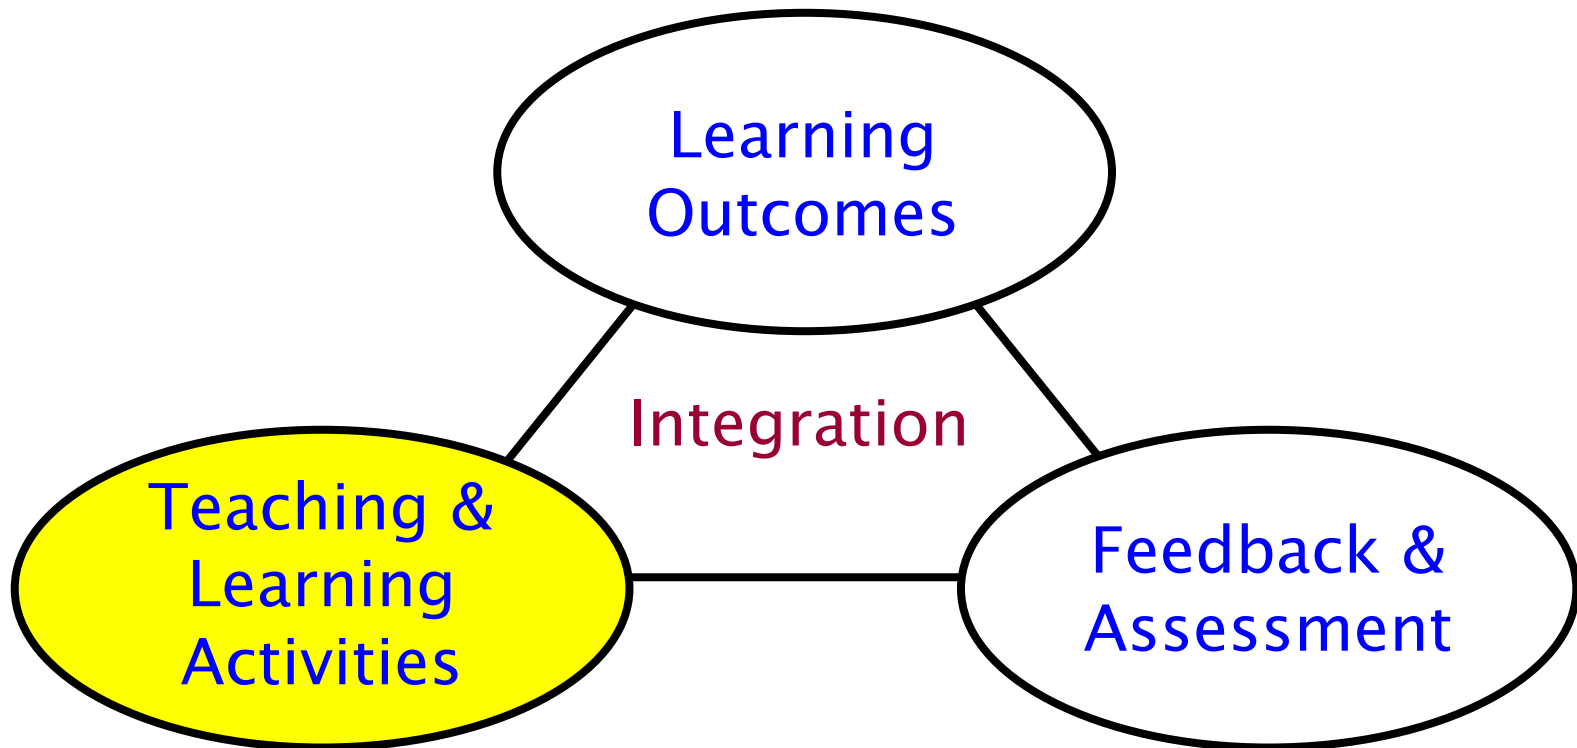 Learning
Outcomes
Integration
Teaching &
Learning
Activities
Feedback &
Assessment